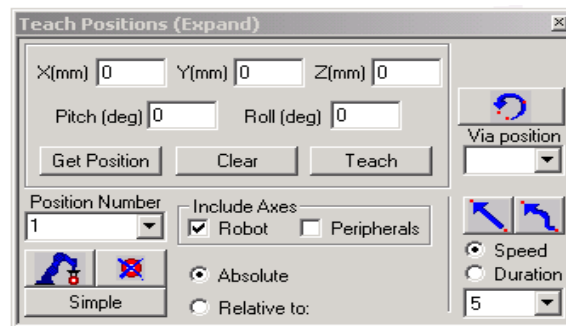 Teach Positions (Expand)
X(mm) 0 Y(mm) 0 Z(mm) 0
Pitch (deg) 0 Roll (deg) 0
Get Position Clear Teach
Via position
Position Number
1
Include Axes
Robot Peripherals
Simple
Absolute
Relative to:
Speed
Duration
5